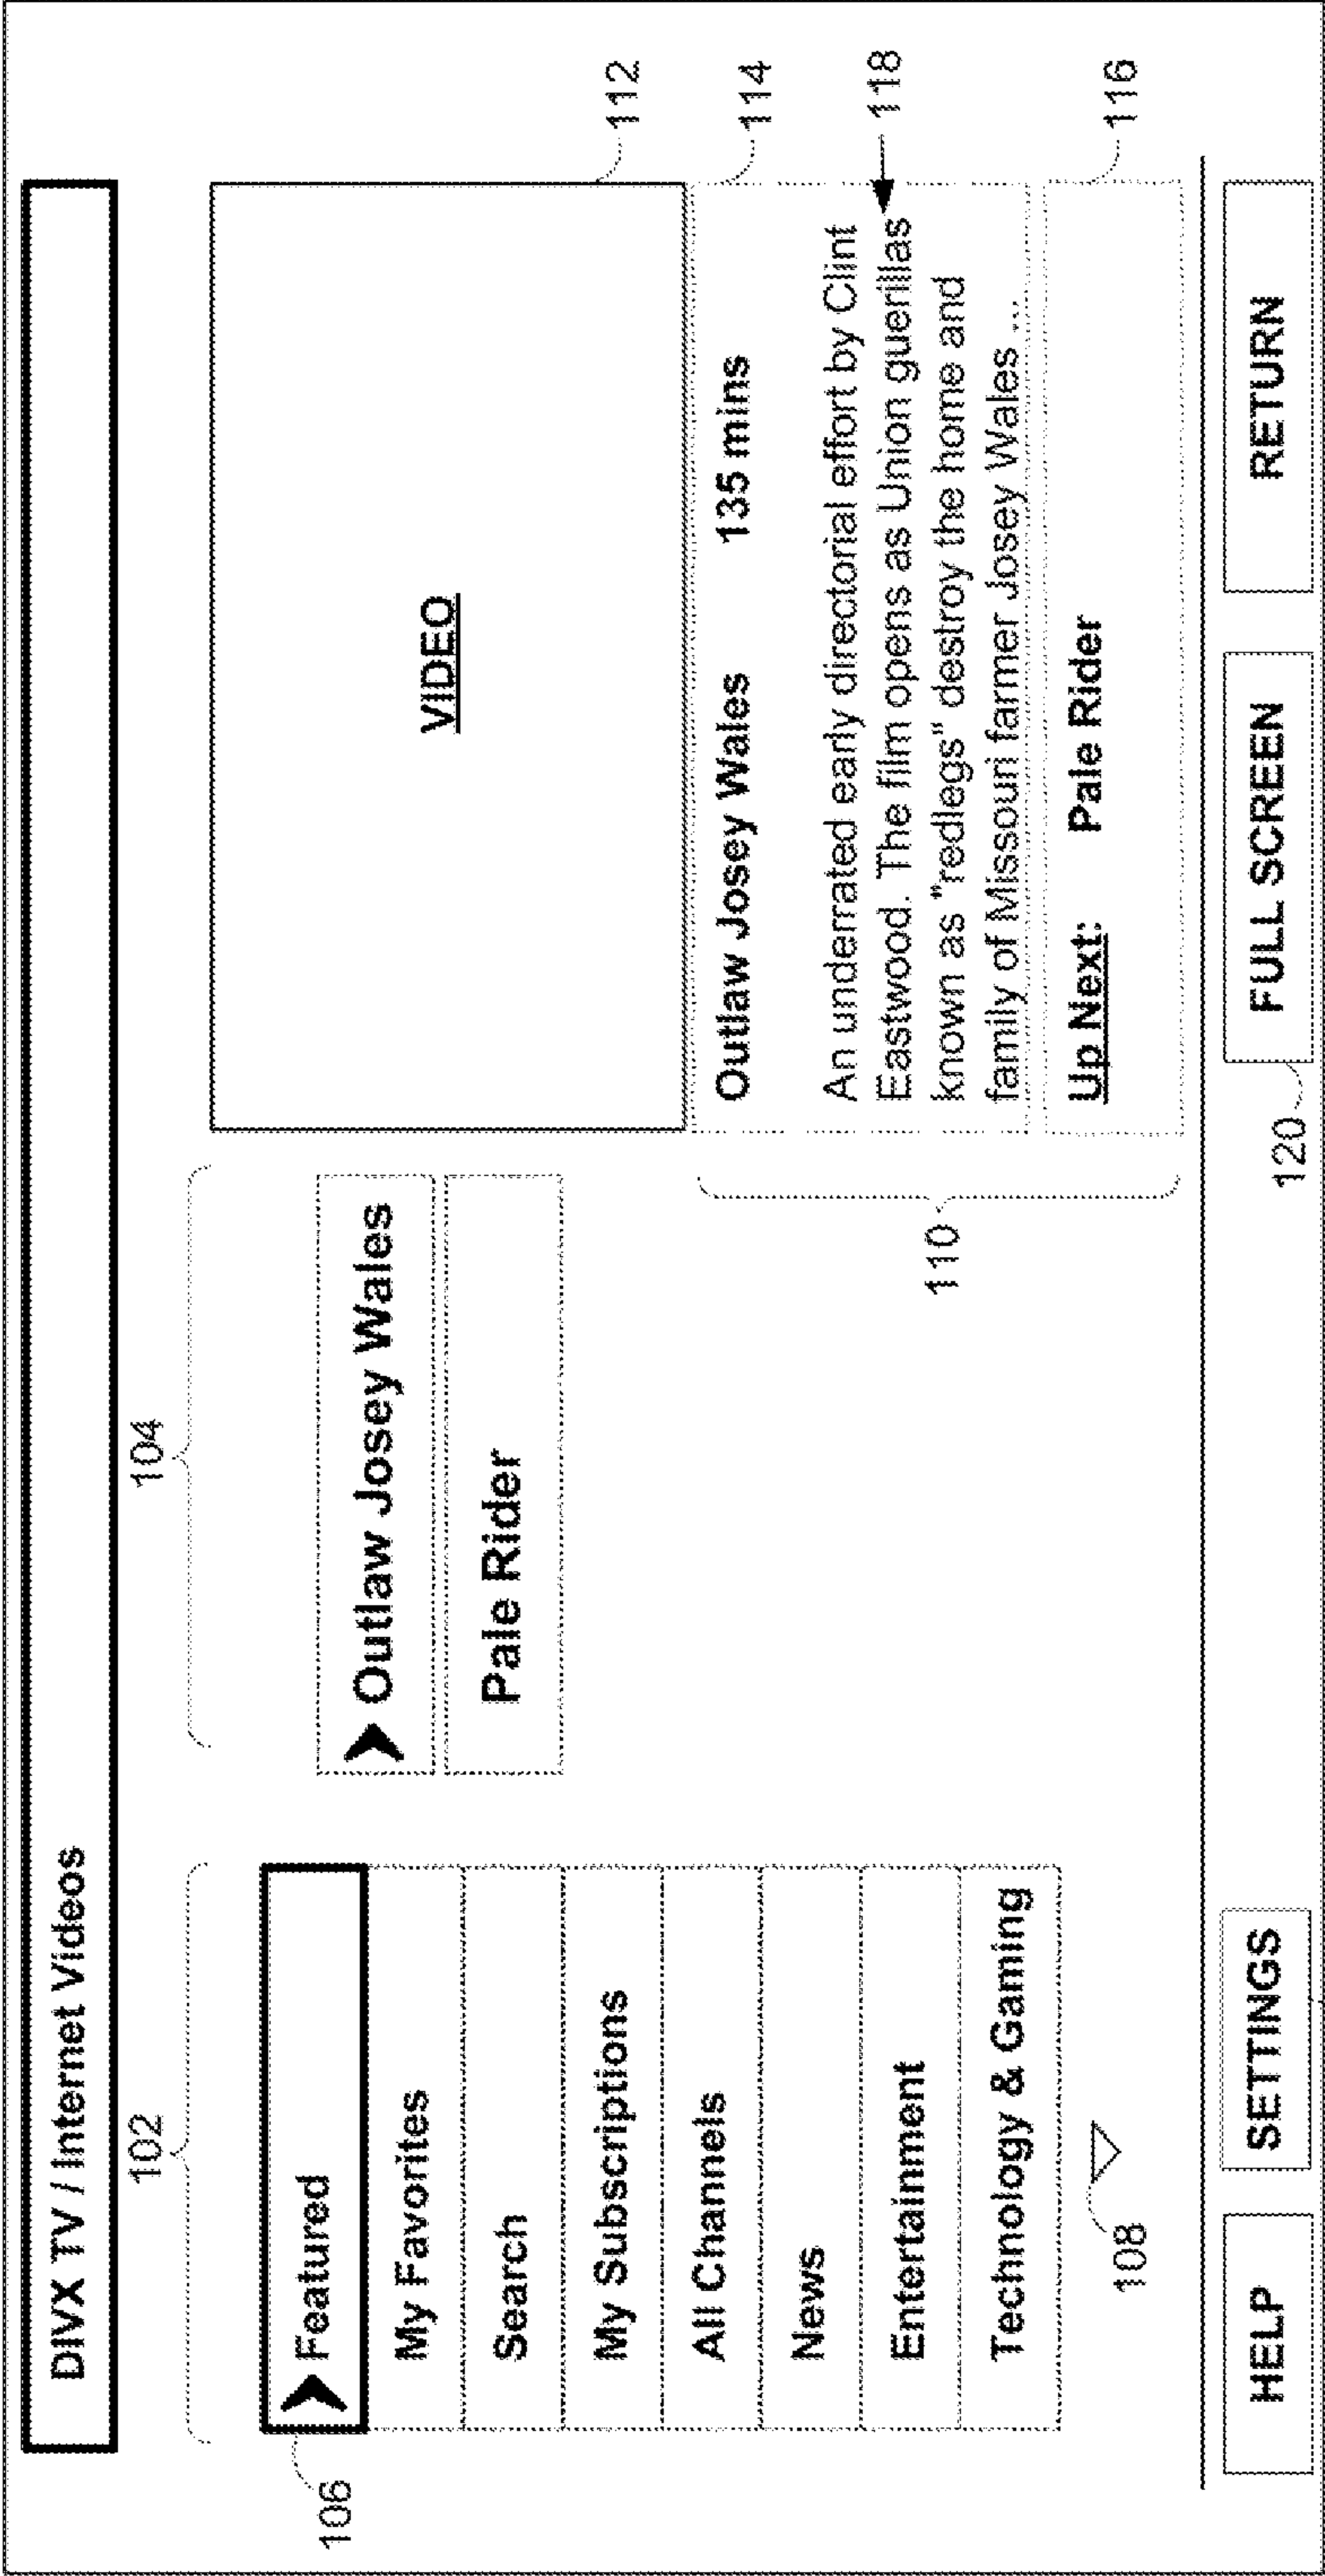 DIVX TV / Internet Videos
102
104
106
Featured
My Favorites
Search
My Subscriptions
All Channels
News
Entertainment
Technology & Gaming
108
Outlaw Josey Wales
Pale Rider
VIDEO
112
110
Outlaw Josey Wales 135 mins
114
An underrated early directorial effort by Clint
Eastwood. The film opens as Union guerillas
118
known as "redlegs" destroy the home and
family of Missouri farmer Josey Wales ...
Up Next: Pale Rider
116
HELP
SETTINGS
120
FULL SCREEN
RETURN